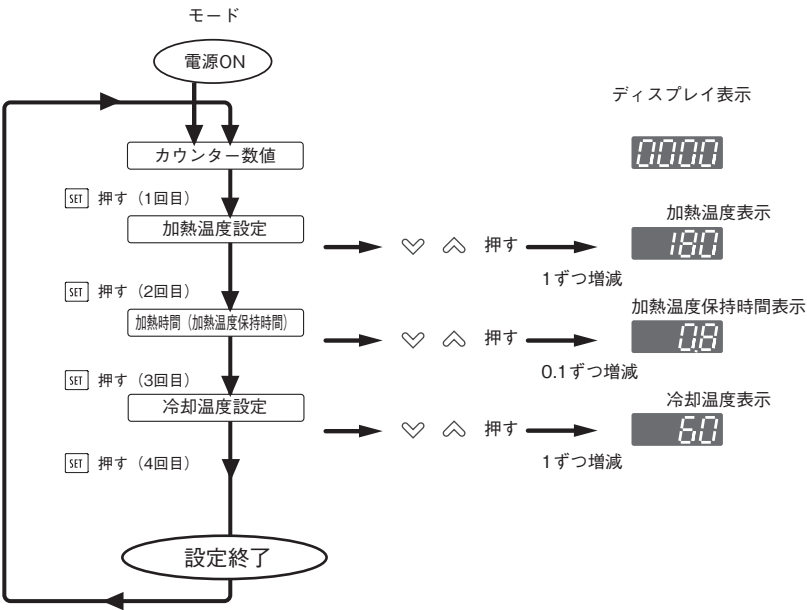 モード
電源ON
ディスプレイ表示
カウンター数値
0000
SET 押す（1回目）
加熱温度設定
押す
1ずつ増減
加熱温度表示
180
SET 押す（2回目）
加熱時間（加熱温度保持時間）
押す
0.1ずつ増減
加熱温度保持時間表示
0.8
SET 押す（3回目）
冷却温度設定
押す
1ずつ増減
冷却温度表示
60
SET 押す（4回目）
設定終了